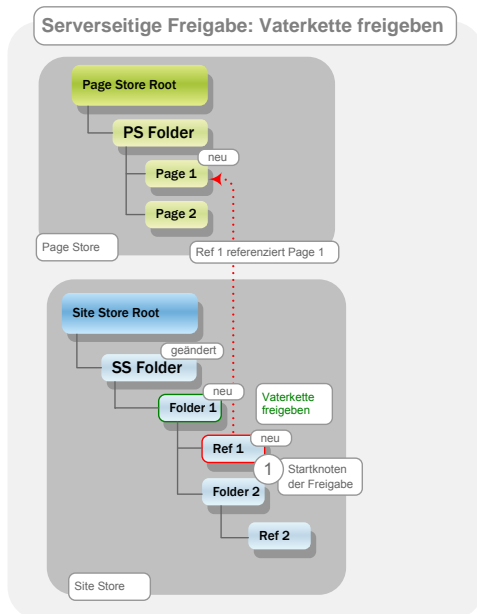 Serverseitige Freigabe: Vaterkette freigeben
Page Store Root
PS Folder
neu
Page 1
Page 2
Page Store
Ref 1 referenziert Page 1
Site Store Root
geändert
SS Folder
neu
Folder 1
Vaterkette
freigeben
neu
Ref 1
1
Startknoten
der Freigabe
Folder 2
Ref 2
Site Store